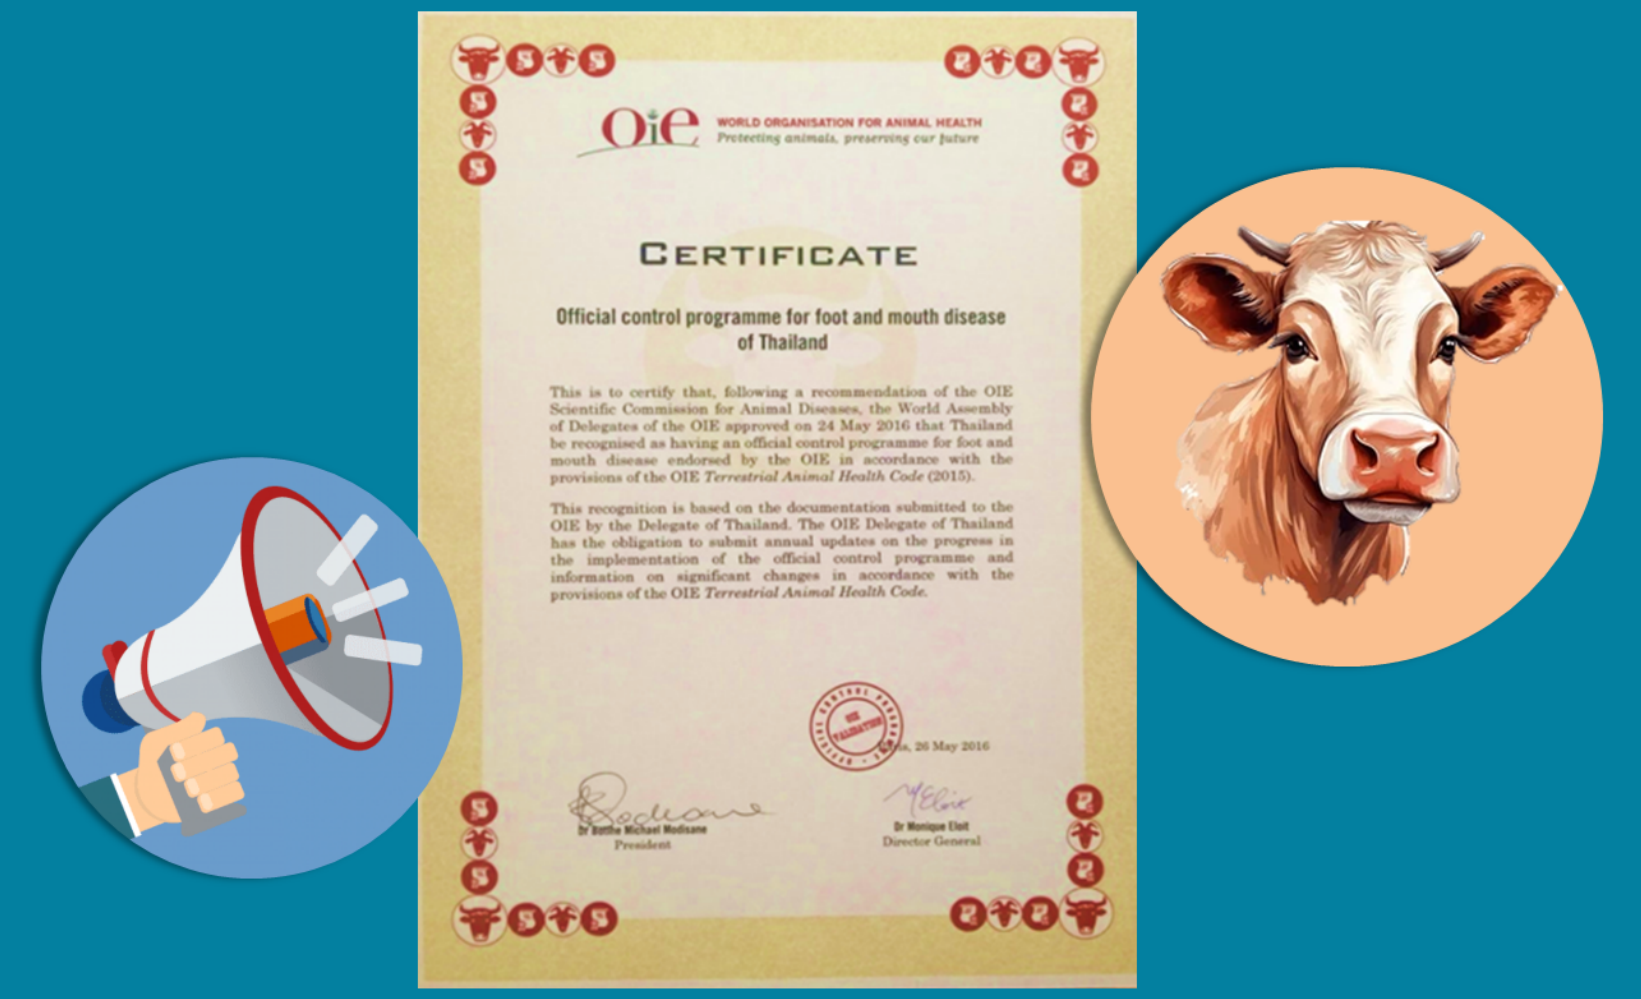 OiE WORLD ORGANISATION FOR ANIMAL HEALTH
Protecting animals, preserving our future
CERTIFICATE
Official control programme for foot and mouth disease
of Thailand
This is to certify that, following a recommendation of the OIE
Scientific Commission for Animal Diseases, the World Assembly
of Delegates of the OIE approved on 24 May 2016 that Thailand
be recognised as having an official control programme for foot and
mouth disease endorsed by the OIE in accordance with the
provisions of the OIE Terrestrial Animal Health Code (2015).
This recognition is based on the documentation submitted to the
OIE by the Delegate of Thailand. The OIE Delegate of Thailand
has the obligation to submit annual updates on the progress in
the implementation of the official control programme and
information on significant changes in accordance with the
provisions of the OIE Terrestrial Animal Health Code.
OFFICIAL CONTROL PROGRAMME
OIE
VALIDATION
26 May 2016
Dr Botlhe Michael Modisane
President
Dr Monique Eloit
Director General